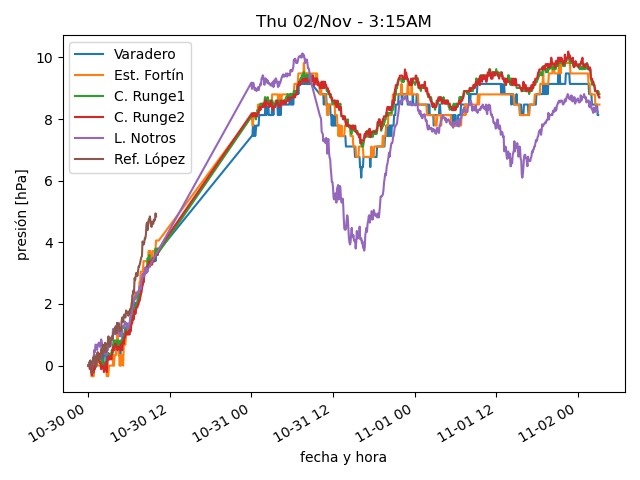 Thu 02/Nov - 3:15AM
Varadero
Est. Fortín
C. Runge1
C. Runge2
L. Notros
Ref. López
presión [hPa]
10
8
6
4
2
0
10-30 00
10-30 12
10-31 00
10-31 12
11-01 00
11-01 12
11-02 00
fecha y hora